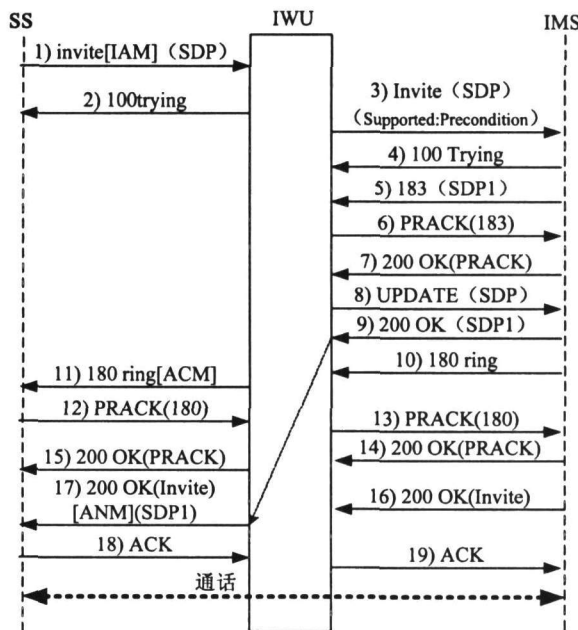 SS
IWU
IMS
1) invite[IAM]（SDP）
2) 100trying
3) Invite（SDP）
（Supported:Precondition）
4) 100 Trying
5) 183（SDP1）
6) PRACK(183)
7) 200 OK(PRACK)
8) UPDATE（SDP）
9) 200 OK（SDP1）
10) 180 ring
11) 180 ring[ACM]
12) PRACK(180)
13) PRACK(180)
14) 200 OK(PRACK)
15) 200 OK(PRACK)
16) 200 OK(Invite)
17) 200 OK(Invite)
[ANM](SDP1)
18) ACK
19) ACK
通话